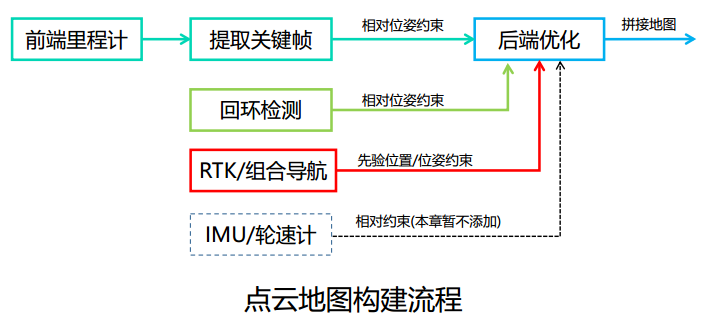 前端里程计
提取关键帧
相对位姿约束
后端优化
拼接地图
回环检测
相对位姿约束
RTK/组合导航
先验位置/位姿约束
IMU/轮速计
相对约束(本章暂不添加)
点云地图构建流程